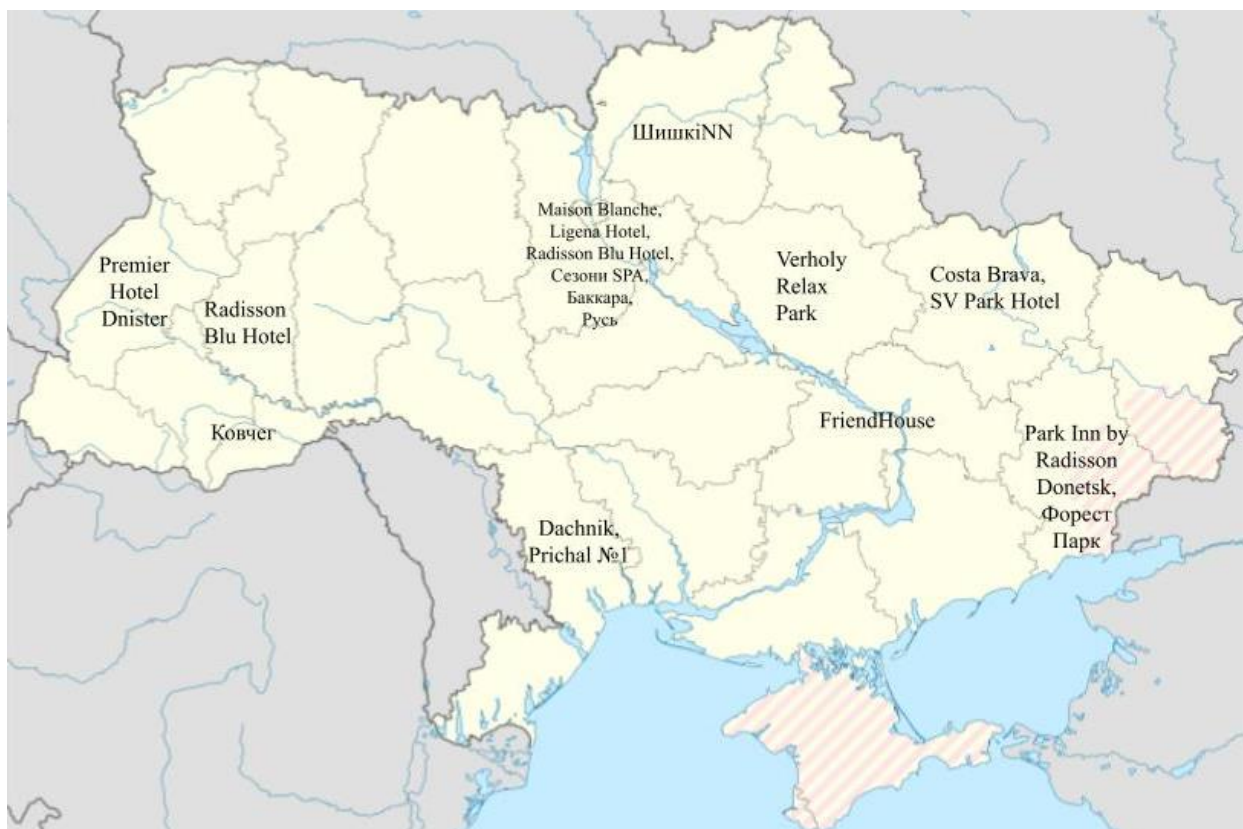 ШишкіNN
Maison Blanche,
Ligena Hotel,
Radisson Blu Hotel,
Сезони SPA,
Баккара,
Русь
Premier
Hotel
Dnister
Radisson
Blu Hotel
Verholy
Relax
Park
Costa Brava,
SV Park Hotel
Ковчег
FriendHouse
Park Inn by
Radisson
Donetsk,
Форест
Парк
Dachnik,
Prichal №1